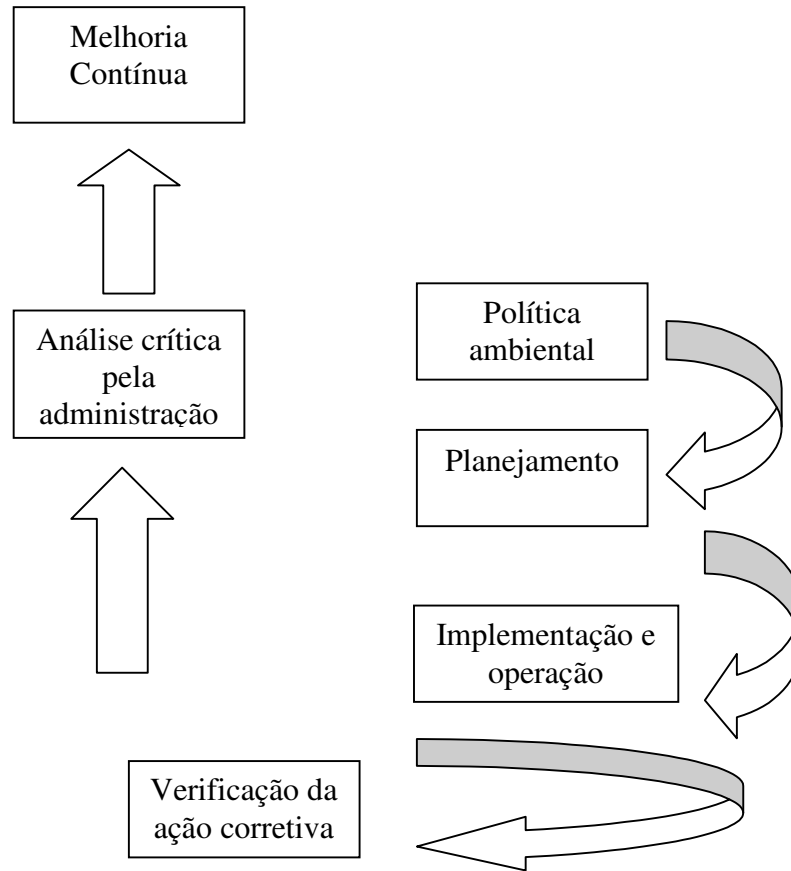 Melhoria
Contínua
Análise crítica
pela
administração
Política
ambiental
Planejamento
Implementação e
operação
Verificação da
ação corretiva